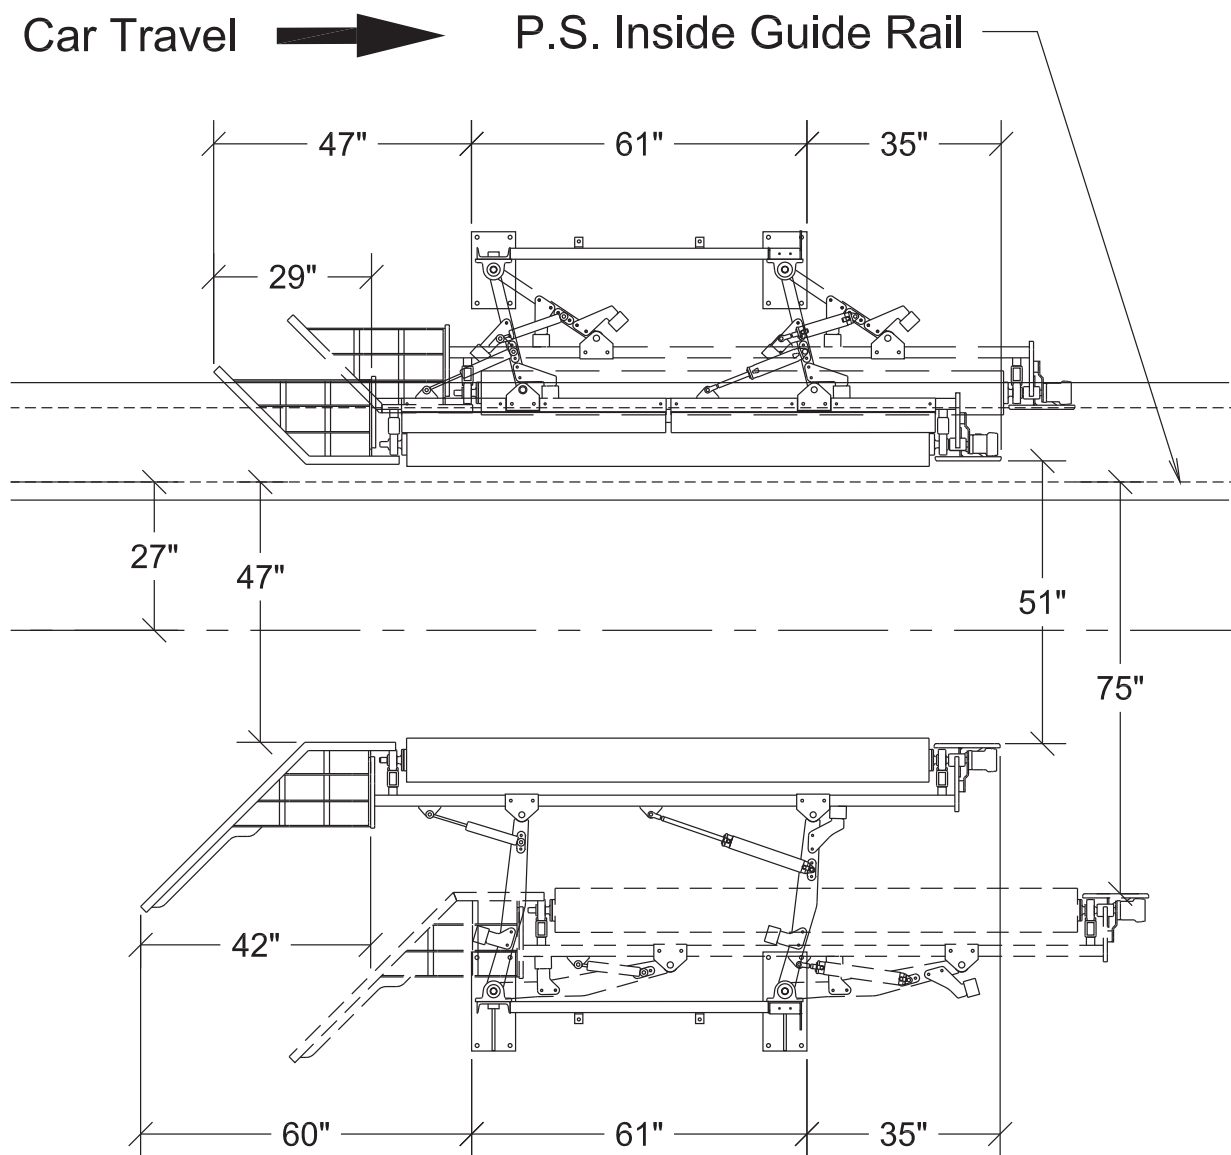 Car Travel
P.S. Inside Guide Rail
47" 61" 35"
29"
27"
47"
51"
75"
42"
60" 61" 35"